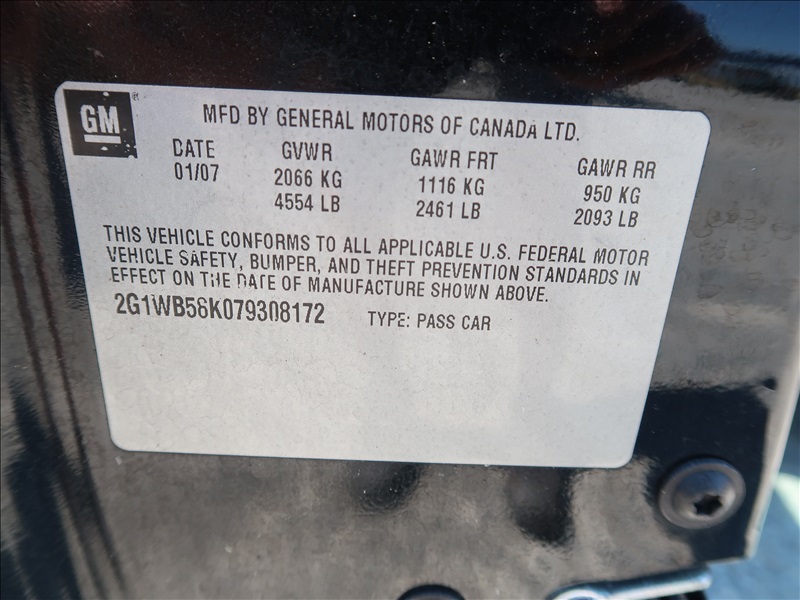 GM
MFD BY GENERAL MOTORS OF CANADA LTD.
DATE GVWR GAWR FRT GAWR RR
01/07 2066 KG 1116 KG 950 KG
4554 LB 2461 LB 2093 LB
THIS VEHICLE CONFORMS TO ALL APPLICABLE U.S. FEDERAL MOTOR
VEHICLE SAFETY, BUMPER, AND THEFT PREVENTION STANDARDS IN
EFFECT ON THE DATE OF MANUFACTURE SHOWN ABOVE.
2G1WB58K079308172 TYPE: PASS CAR